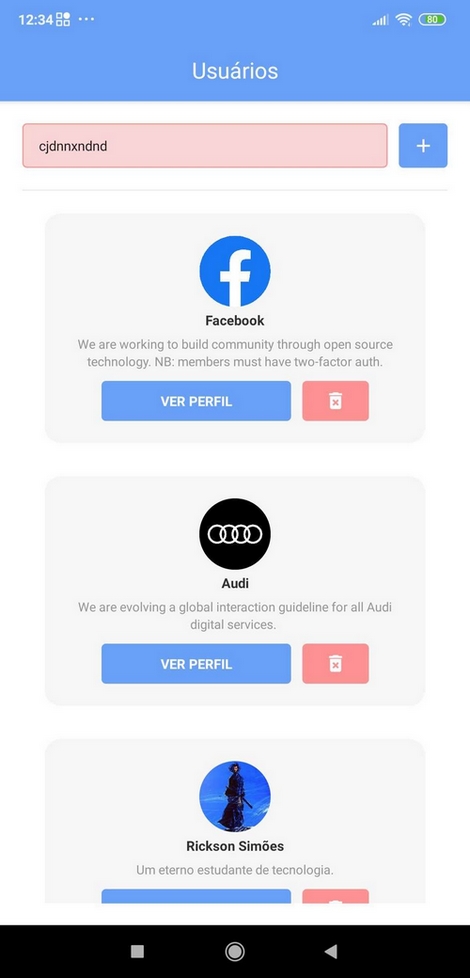 12:34
80
Usuários
cjdnnxndnd
+
Facebook
We are working to build community through open source
technology. NB: members must have two-factor auth.
VER PERFIL
Audi
We are evolving a global interaction guideline for all Audi
digital services.
VER PERFIL
Rickson Simões
Um eterno estudante de tecnologia.